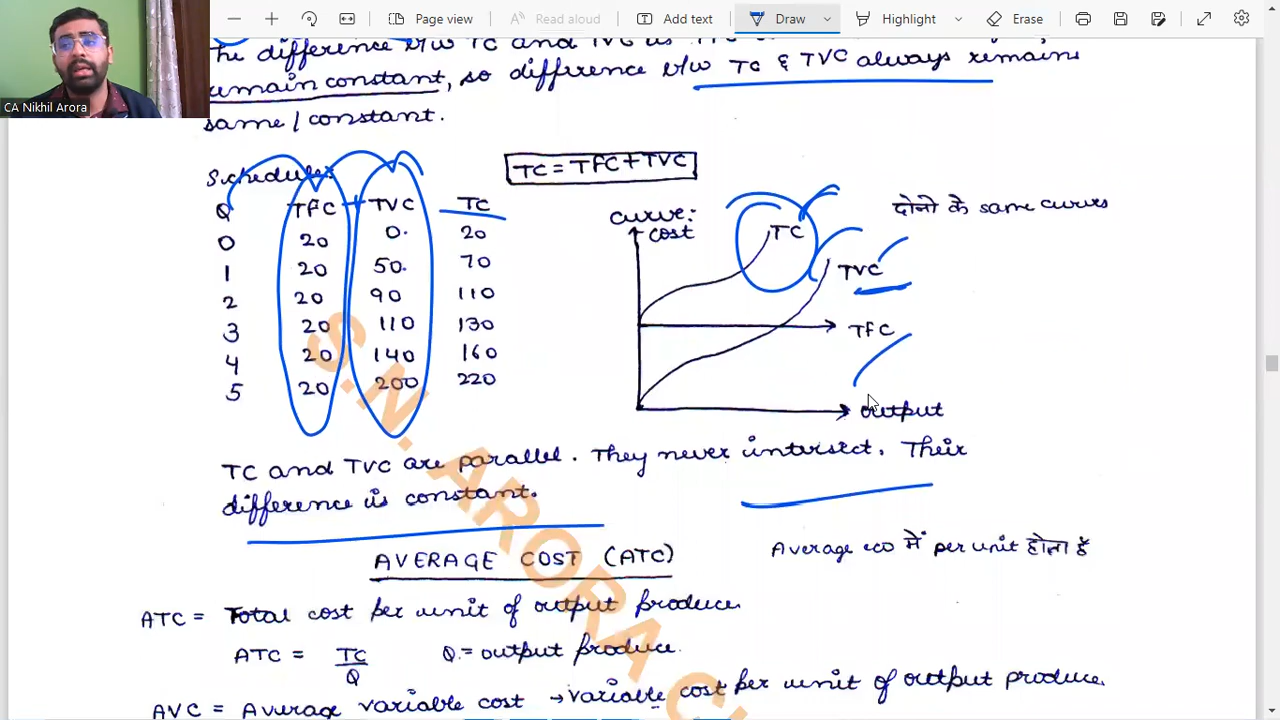 Page view
Read aloud
Add text
Draw
Highlight
Erase
The difference b/w TC and TVC is
remain constant, so difference b/w TC & TVC always remains
same / constant.
CA Nikhil Arora
Schedule:
TC = TFC + TVC
Q TFC + TVC TC
0 20 0. 20
1 20 50. 70
2 20 90 110
3 20 110 130
4 20 140 160
5 20 200 220
curve:
cost
TC
TVC
TFC
output
दोनो के same curves
TC and TVC are parallel. They never intersect. Their
difference is constant.
AVERAGE COST (ATC)
Average eco में per unit होता है
ATC = Total cost per unit of output produce.
ATC = TC/Q Q = output produce.
AVC = Average variable cost → variable cost per unit of output produce.
S.N. ARORA C